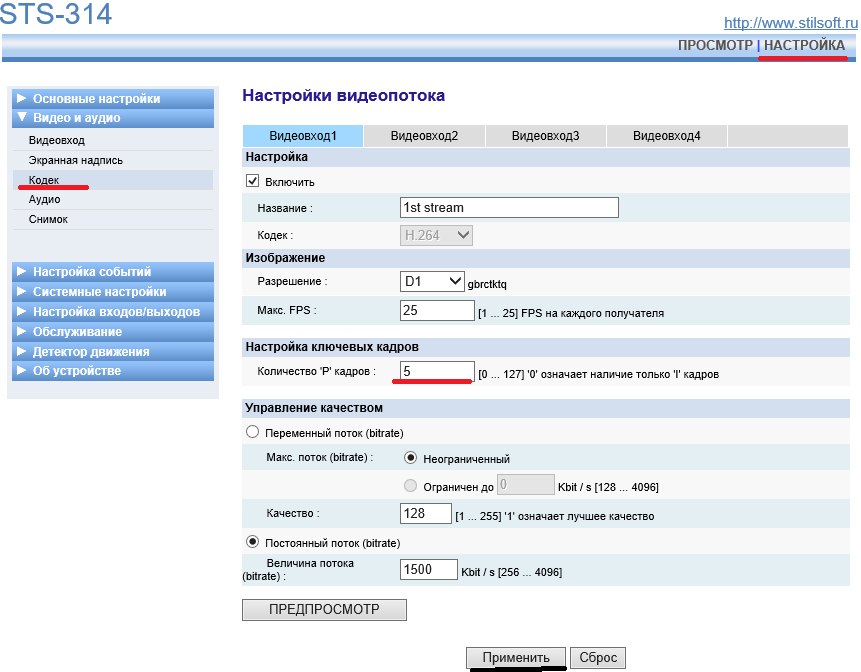 STS-314
http://www.stilsoft.ru
ПРОСМОТР | НАСТРОЙКА
Основные настройки
Видео и аудио
Видеовход
Экранная надпись
Кодек
Аудио
Снимок
Настройка событий
Системные настройки
Настройка входов/выходов
Обслуживание
Детектор движения
Об устройстве
Настройки видеопотока
Видеовход1 Видеовход2 Видеовход3 Видеовход4
Настройка
Включить
Название : 1st stream
Кодек : H.264
Изображение
Разрешение : D1 gbrctktq
Макс. FPS : 25 [1 ... 25] FPS на каждого получателя
Настройка ключевых кадров
Количество 'P' кадров : 5 [0 ... 127] '0' означает наличие только 'I' кадров
Управление качеством
Переменный поток (bitrate)
Макс. поток (bitrate) : Неограниченный
Ограничен до 0 Kbit / s [128 ... 4096]
Качество : 128 [1 ... 255] '1' означает лучшее качество
Постоянный поток (bitrate)
Величина потока
(bitrate) : 1500 Kbit / s [256 ... 4096]
ПРЕДПРОСМОТР
Применить Сброс